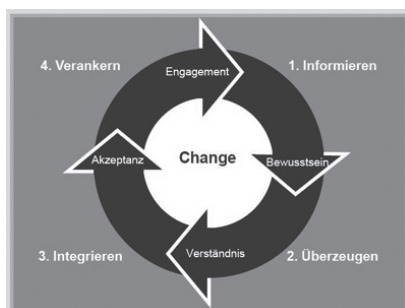 4. Verankern
Engagement
1. Informieren
Akzeptanz
Change
Bewusstsein
3. Integrieren
Verständnis
2. Überzeugen